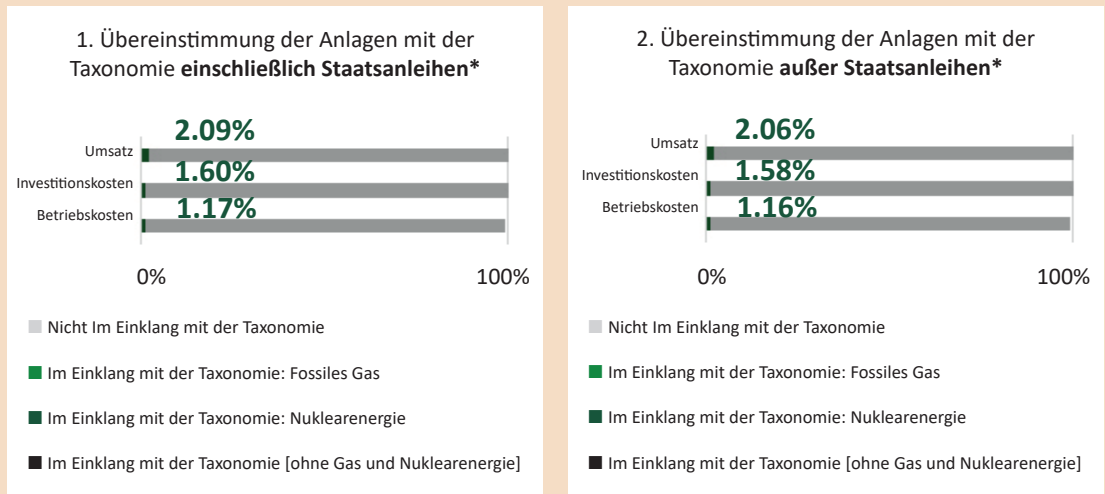 1. Übereinstimmung der Anlagen mit der
Taxonomie einschließlich Staatsanleihen*
2.09%
Umsatz
1.60%
Investitionskosten
1.17%
Betriebskosten
0%
100%
Nicht Im Einklang mit der Taxonomie
Im Einklang mit der Taxonomie: Fossiles Gas
Im Einklang mit der Taxonomie: Nuklearenergie
Im Einklang mit der Taxonomie [ohne Gas und Nuklearenergie]
2. Übereinstimmung der Anlagen mit der
Taxonomie außer Staatsanleihen*
2.06%
Umsatz
1.58%
Investitionskosten
1.16%
Betriebskosten
0%
100%
Nicht Im Einklang mit der Taxonomie
Im Einklang mit der Taxonomie: Fossiles Gas
Im Einklang mit der Taxonomie: Nuklearenergie
Im Einklang mit der Taxonomie [ohne Gas und Nuklearenergie]